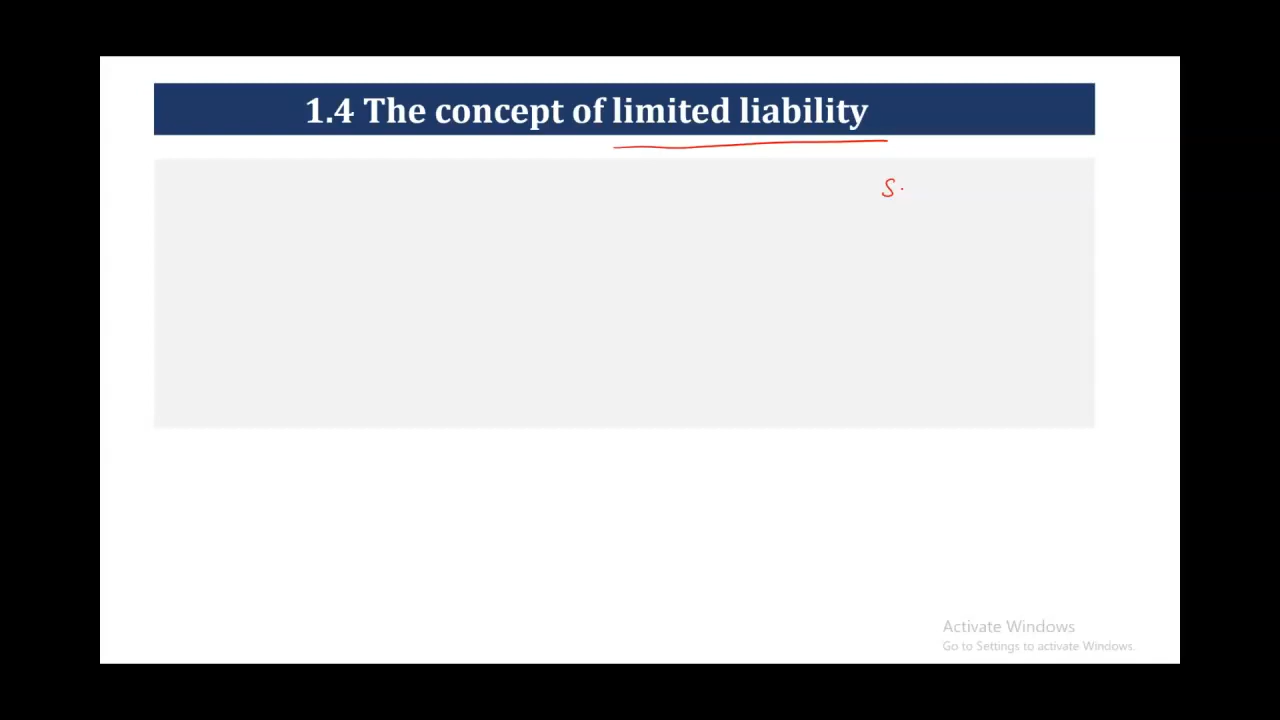 1.4 The concept of limited liability
S.
Activate Windows
Go to Settings to activate Windows.